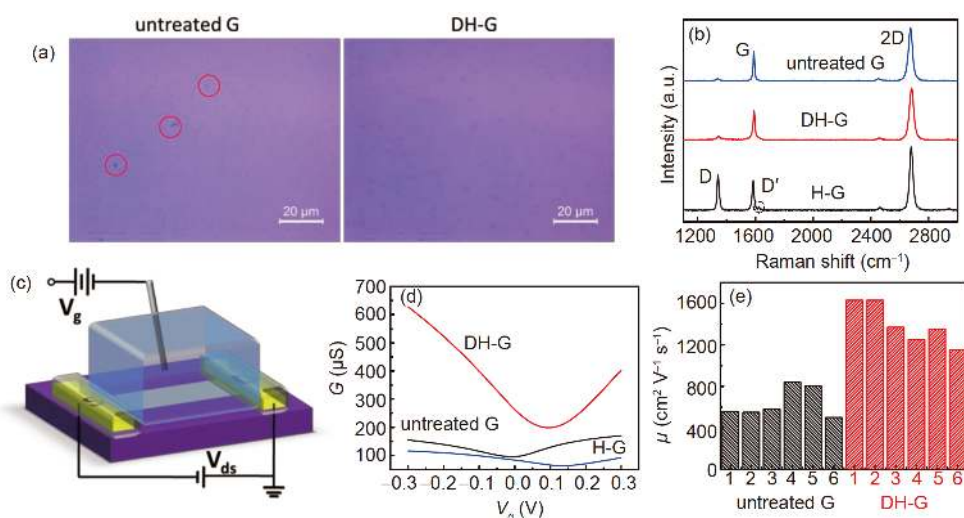 (a)
untreated G
DH-G
20 µm
20 µm
(b)
G
2D
untreated G
DH-G
D
D′
H-G
Intensity (a.u.)
1200 1600 2000 2400 2800
Raman shift (cm⁻¹)
(c)
Vg
Vds
(d)
G (µS)
700
600
500
400
300
200
100
DH-G
untreated G
H-G
−0.3 −0.2 −0.1 0.0 0.1 0.2 0.3
Vg (V)
(e)
µ (cm² V⁻¹ s⁻¹)
1600
1200
800
400
0
1 2 3 4 5 6 1 2 3 4 5 6
untreated G DH-G